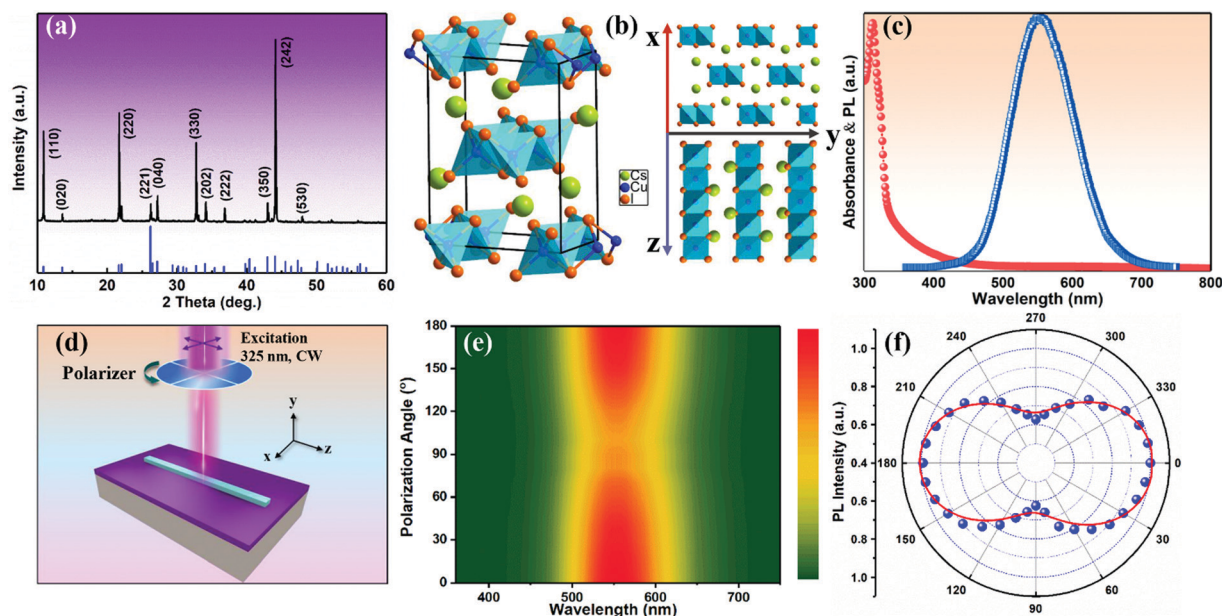 (a)
Intensity (a.u.)
(110)
(020)
(220)
(221)
(040)
(330)
(202)
(222)
(350)
(242)
(530)
10 20 30 40 50 60
2 Theta (deg.)
(b)
x
y
z
Cs
Cu
I
(c)
Absorbance & PL (a.u.)
300 400 500 600 700 800
Wavelength (nm)
(d)
Excitation
325 nm, CW
Polarizer
y
x
z
(e)
Polarization Angle (°)
180
150
120
90
60
30
0
400 500 600 700
Wavelength (nm)
(f)
PL Intensity (a.u.)
1.1
1.0
0.8
0.6
0.4
0.6
0.8
1.0
1.1
270
240 300
210 330
180 0
150 30
120 60
90